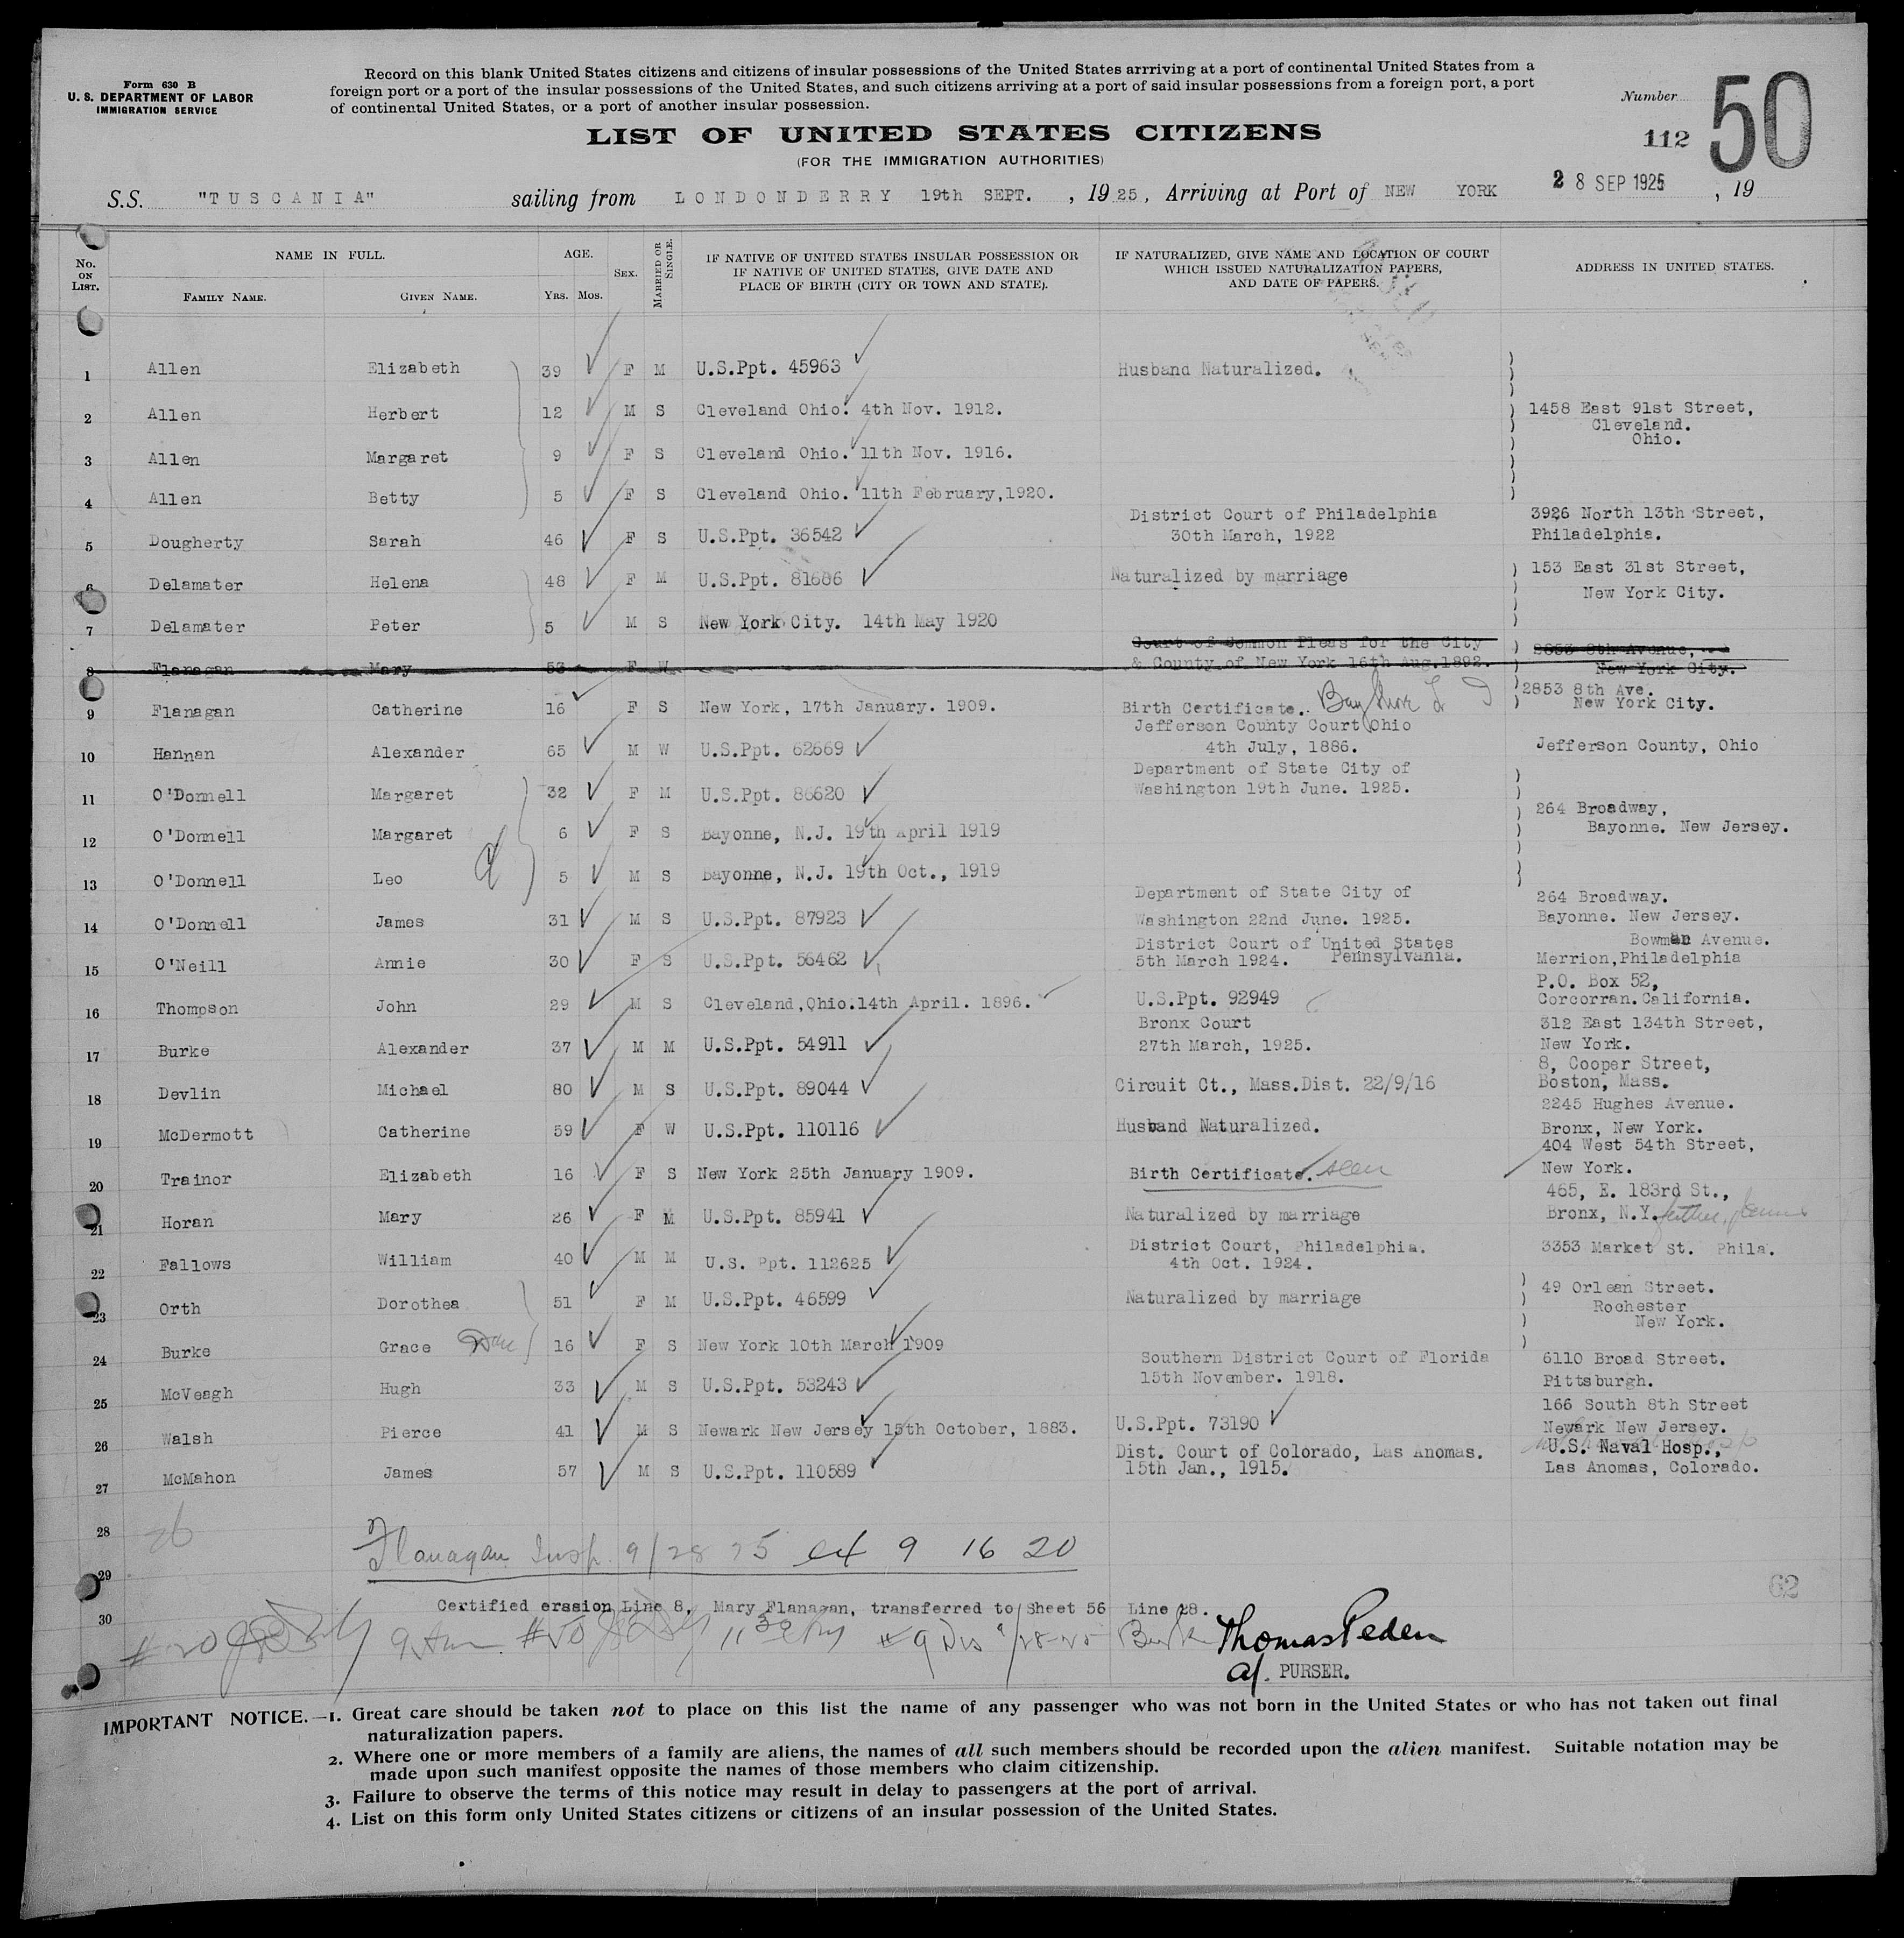 Form 630 B
U. S. DEPARTMENT OF LABOR
IMMIGRATION SERVICE
Record on this blank United States citizens and citizens of insular possessions of the United States arrriving at a port of continental United States from a
foreign port or a port of the insular possessions of the United States, and such citizens arriving at a port of said insular possessions from a foreign port, a port
of continental United States, or a port of another insular possession.
Number
50
112
LIST OF UNITED STATES CITIZENS
(FOR THE IMMIGRATION AUTHORITIES)
S.S. "TUSCANIA" sailing from LONDONDERRY 19th SEPT. , 1925, Arriving at Port of NEW YORK 28 SEP 1925 , 19
No. ON LIST.
NAME IN FULL.
FAMILY NAME. GIVEN NAME.
AGE.
YRS. MOS.
SEX.
MARRIED OR SINGLE.
IF NATIVE OF UNITED STATES INSULAR POSSESSION OR
IF NATIVE OF UNITED STATES, GIVE DATE AND
PLACE OF BIRTH (CITY OR TOWN AND STATE).
IF NATURALIZED, GIVE NAME AND LOCATION OF COURT
WHICH ISSUED NATURALIZATION PAPERS,
AND DATE OF PAPERS.
ADDRESS IN UNITED STATES.
1 Allen Elizabeth 39 F M U.S.Ppt. 45963 Husband Naturalized.
2 Allen Herbert 12 M S Cleveland Ohio. 4th Nov. 1912. 1458 East 91st Street,
Cleveland.
Ohio.
3 Allen Margaret 9 F S Cleveland Ohio. 11th Nov. 1916.
4 Allen Betty 5 F S Cleveland Ohio. 11th February,1920.
District Court of Philadelphia 3926 North 13th Street,
5 Dougherty Sarah 46 F S U.S.Ppt. 36542 30th March, 1922 Philadelphia.
6 Delamater Helena 48 F M U.S.Ppt. 81686 Naturalized by marriage 153 East 31st Street,
New York City.
7 Delamater Peter 5 M S New York City. 14th May 1920
Court of Common Pleas for the City 2853 8th Avenue,
8 Flanagan Mary 53 F W & County of New York 16th Aug.1892. New York City.
2853 8th Ave.
9 Flanagan Catherine 16 F S New York, 17th January. 1909. Birth Certificate. Bay Shore L I New York City.
Jefferson County Court Ohio
10 Hannan Alexander 65 M W U.S.Ppt. 62669 4th July, 1886. Jefferson County, Ohio
Department of State City of
11 O'Donnell Margaret 32 F M U.S.Ppt. 86620 Washington 19th June. 1925.
264 Broadway,
12 O'Donnell Margaret 6 F S Bayonne, N.J. 19th April 1919 Bayonne. New Jersey.
13 O'Donnell Leo 5 M S Bayonne, N.J. 19th Oct., 1919
Department of State City of 264 Broadway.
14 O'Donnell James 31 M S U.S.Ppt. 87923 Washington 22nd June. 1925. Bayonne. New Jersey.
District Court of United States Bowman Avenue.
15 O'Neill Annie 30 F S U.S.Ppt. 56462 5th March 1924. Pennsylvania. Merrion,Philadelphia
P.O. Box 52,
16 Thompson John 29 M S Cleveland,Ohio.14th April. 1896. U.S.Ppt. 92949 Corcorran.California.
Bronx Court 312 East 134th Street,
17 Burke Alexander 37 M M U.S.Ppt. 54911 27th March, 1925. New York.
8, Cooper Street,
18 Devlin Michael 80 M S U.S.Ppt. 89044 Circuit Ct., Mass.Dist. 22/9/16 Boston, Mass.
2245 Hughes Avenue.
19 McDermott Catherine 59 F W U.S.Ppt. 110116 Husband Naturalized. Bronx, New York.
404 West 54th Street,
20 Trainor Elizabeth 16 F S New York 25th January 1909. Birth Certificate. seen New York.
465, E. 183rd St.,
21 Horan Mary 26 F M U.S.Ppt. 85941 Naturalized by marriage Bronx, N.Y.
District Court, Philadelphia.
22 Fallows William 40 M M U.S. Ppt. 112625 4th Oct. 1924. 3353 Market St. Phila.
49 Orlean Street.
23 Orth Dorothea 51 F M U.S.Ppt. 46599 Naturalized by marriage Rochester
New York.
24 Burke Grace 16 F S New York 10th March 1909
Southern District Court of Florida 6110 Broad Street.
25 McVeagh Hugh 33 M S U.S.Ppt. 53243 15th November. 1918. Pittsburgh.
166 South 8th Street
26 Walsh Pierce 41 M S Newark New Jersey 15th October, 1883. U.S.Ppt. 73190 Newark New Jersey.
Dist. Court of Colorado, Las Anomas. U.S. Naval Hosp.,
27 McMahon James 57 M S U.S.Ppt. 110589 15th Jan., 1915. Las Anomas, Colorado.
28 26
Flanagan Insp. 9/28 25 ex 9 16 20
29
62
Certified erssion Line 8, Mary Flanagan, transferred to Sheet 56 Line 28.
30
Thomas Peden
PURSER.
IMPORTANT NOTICE.—1. Great care should be taken not to place on this list the name of any passenger who was not born in the United States or who has not taken out final
naturalization papers.
2. Where one or more members of a family are aliens, the names of all such members should be recorded upon the alien manifest. Suitable notation may be
made upon such manifest opposite the names of those members who claim citizenship.
3. Failure to observe the terms of this notice may result in delay to passengers at the port of arrival.
4. List on this form only United States citizens or citizens of an insular possession of the United States.